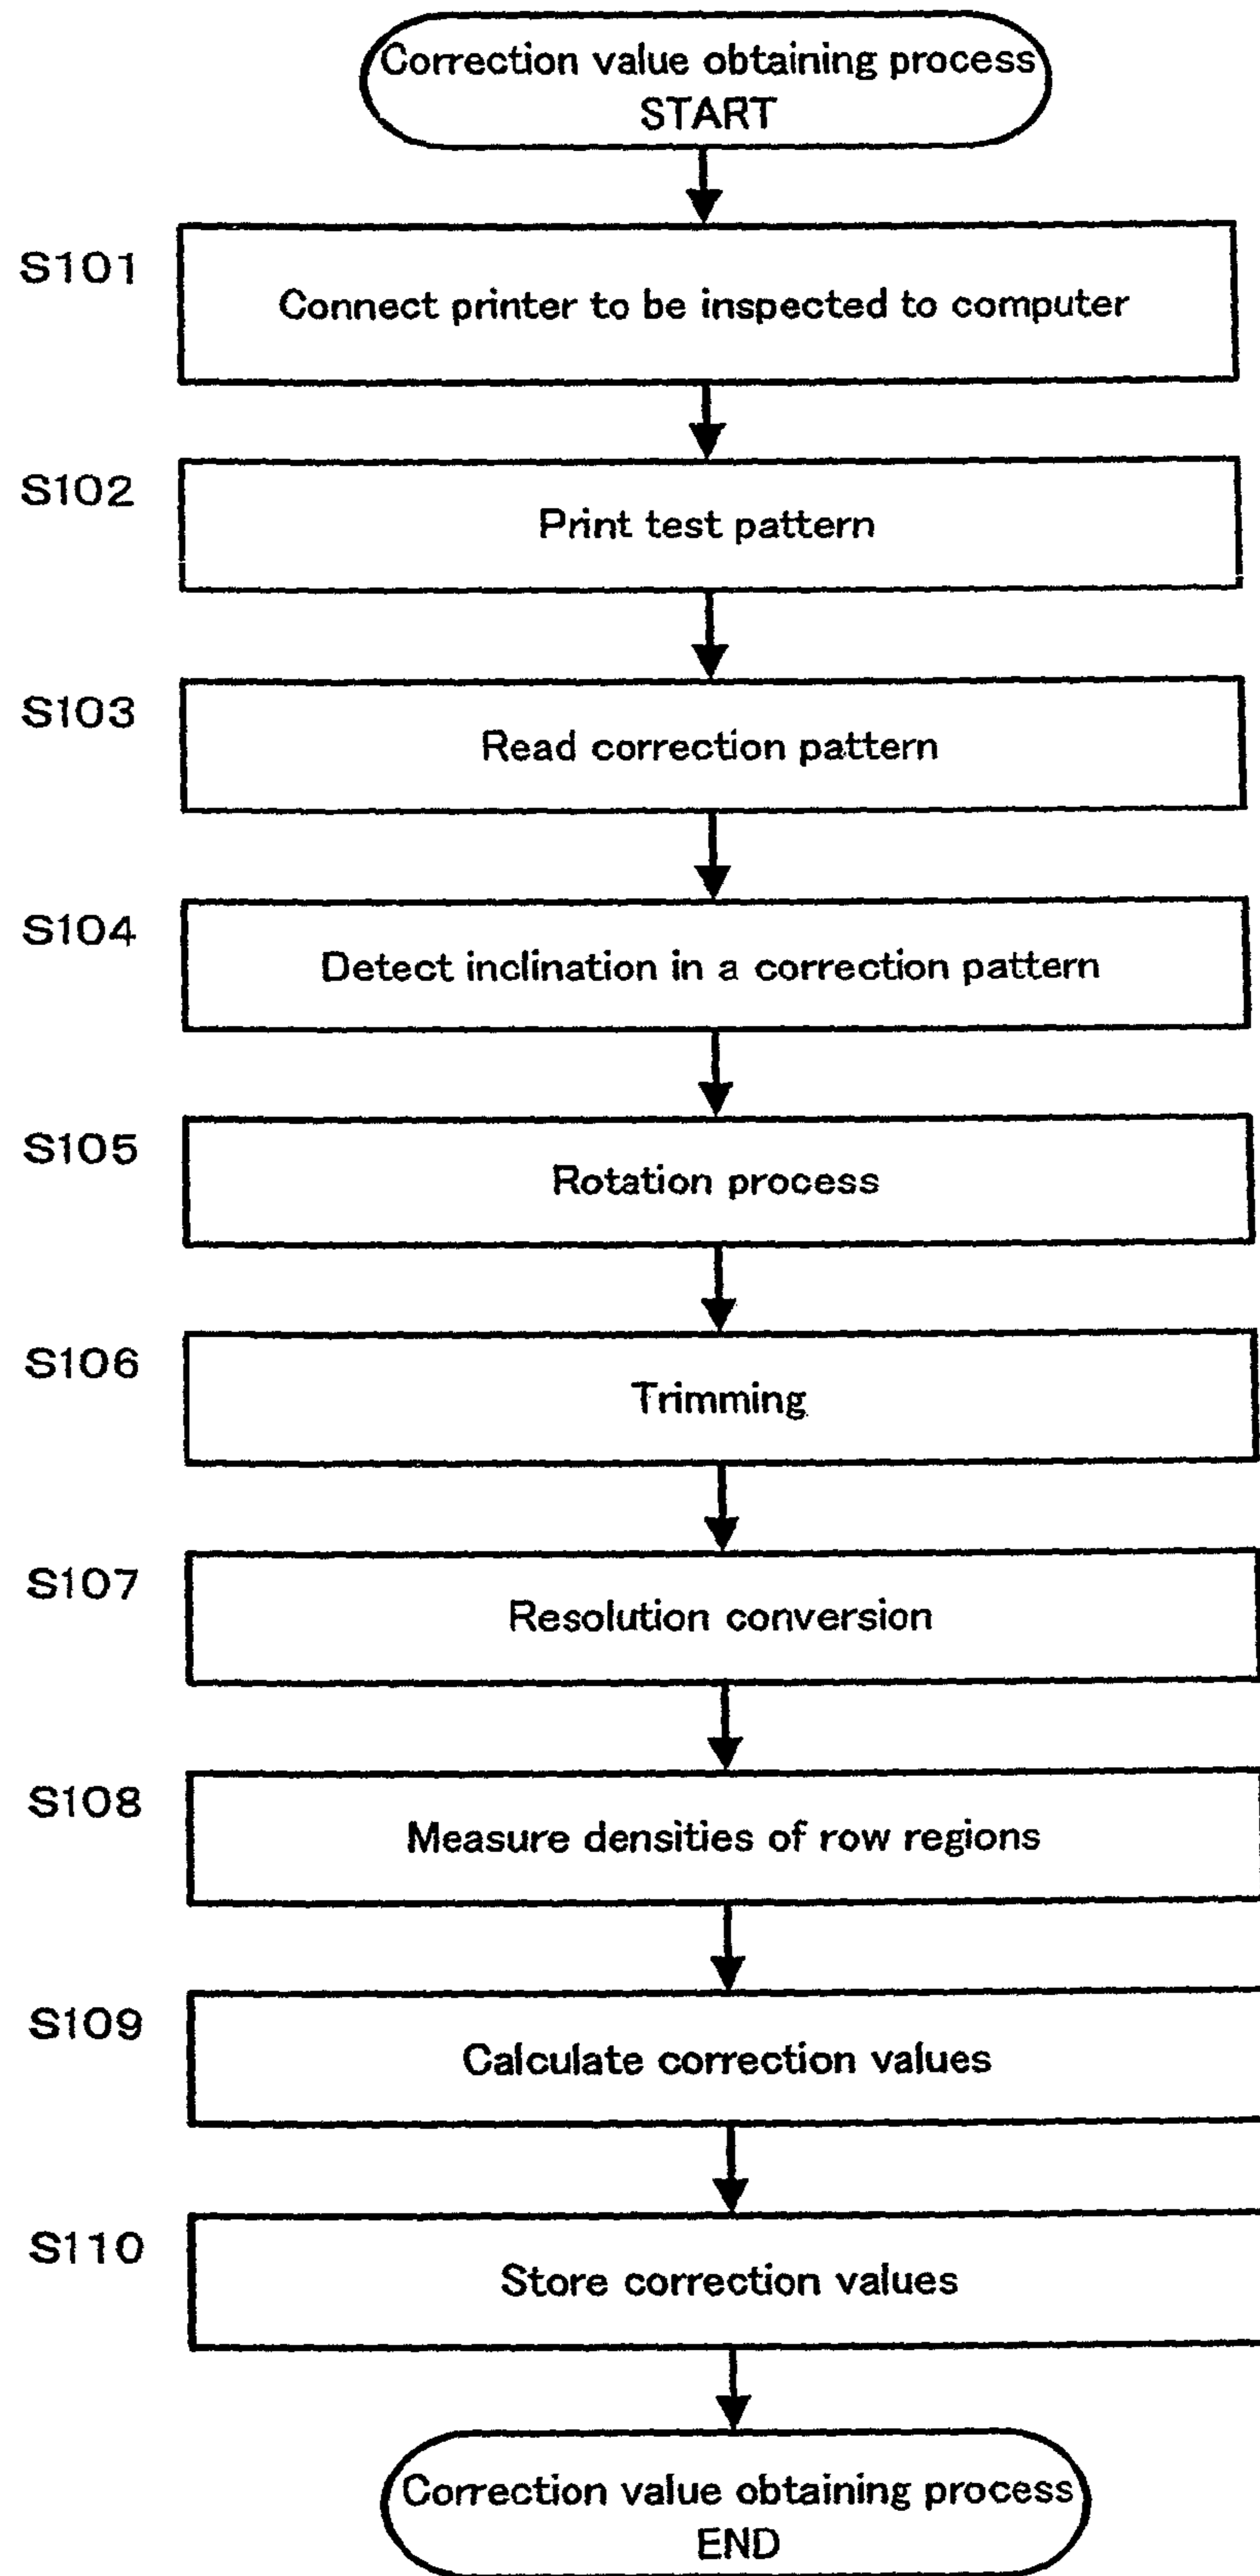 Correction value obtaining process
START
S101
Connect printer to be inspected to computer
S102
Print test pattern
S103
Read correction pattern
S104
Detect inclination in a correction pattern
S105
Rotation process
S106
Trimming
S107
Resolution conversion
S108
Measure densities of row regions
S109
Calculate correction values
S110
Store correction values
Correction value obtaining process
END